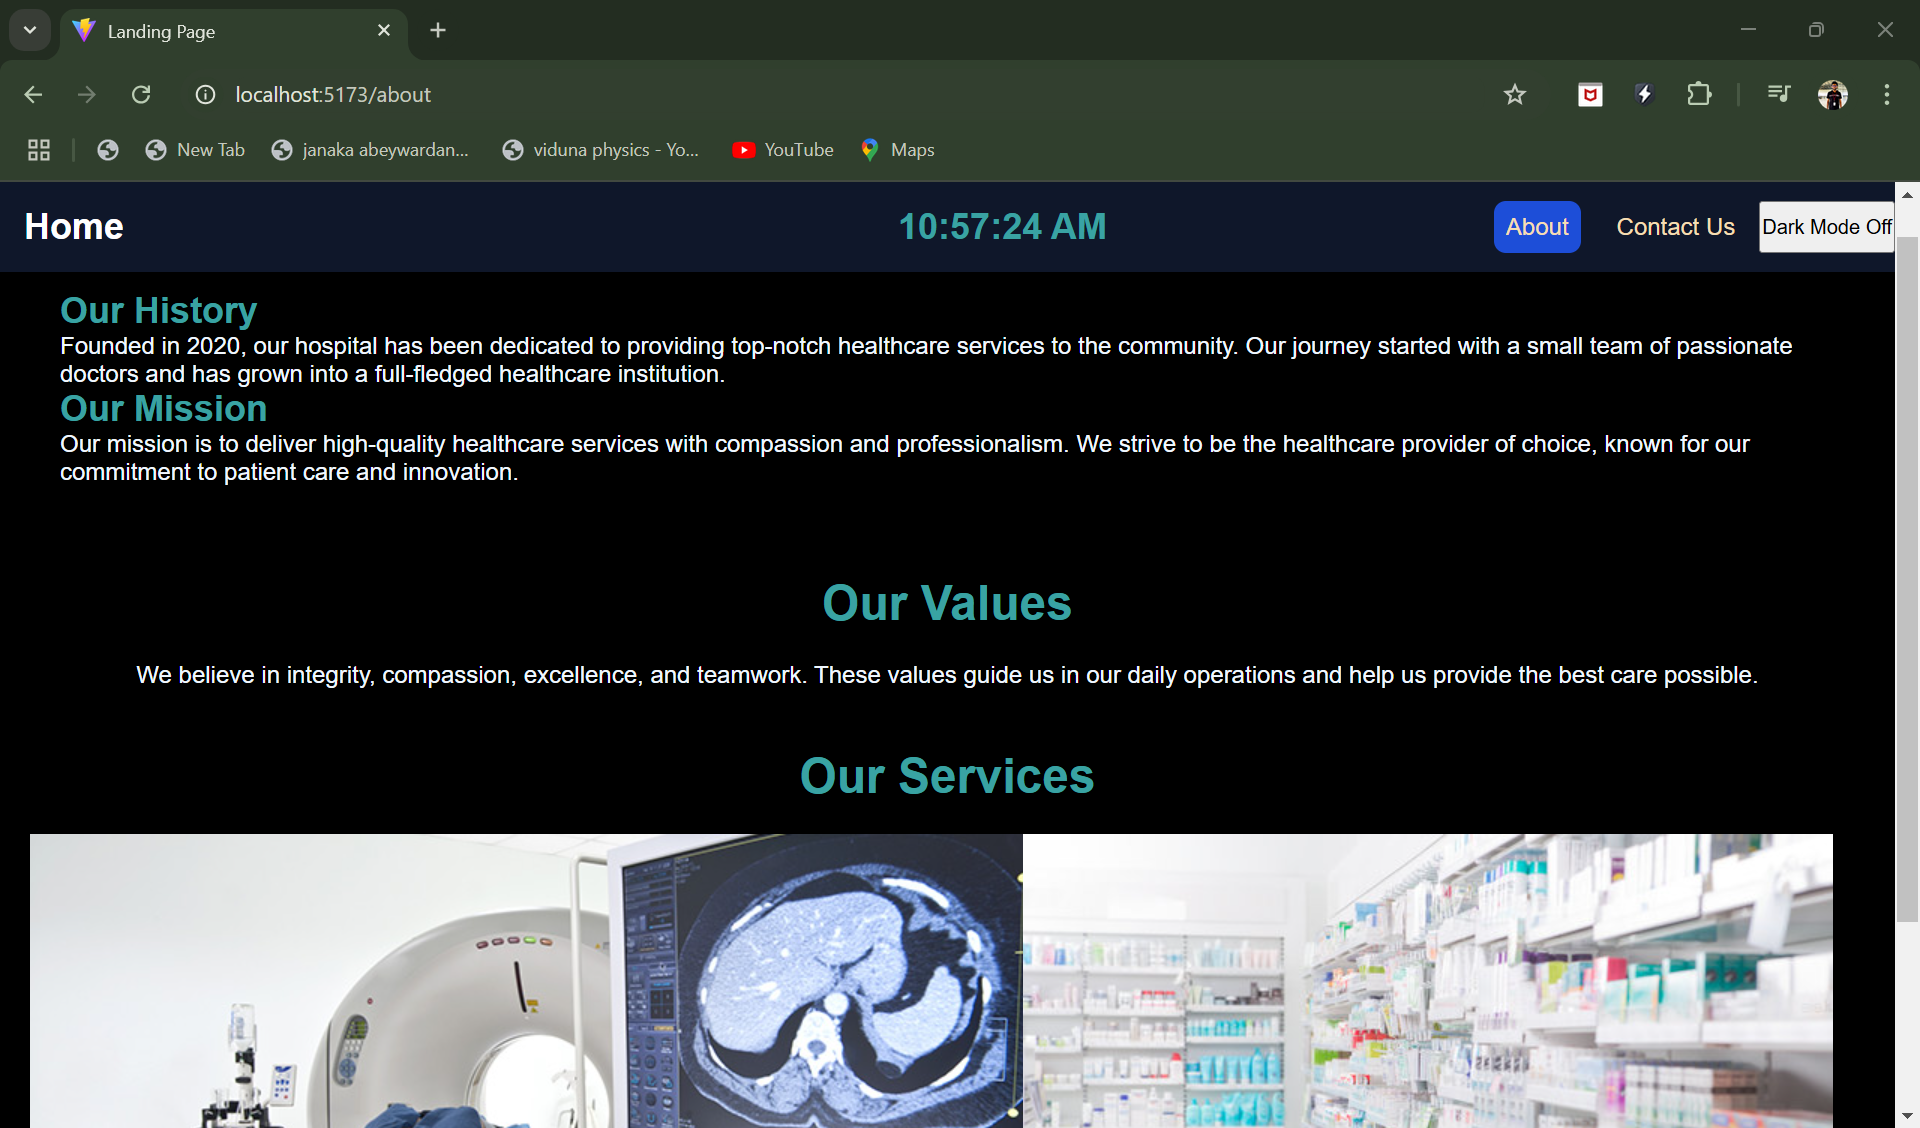 Landing Page
localhost:5173/about
New Tab
janaka abeywardan...
viduna physics - Yo...
YouTube
Maps
Home
10:57:24 AM
About
Contact Us
Dark Mode Off
Our History
Founded in 2020, our hospital has been dedicated to providing top-notch healthcare services to the community. Our journey started with a small team of passionate
doctors and has grown into a full-fledged healthcare institution.
Our Mission
Our mission is to deliver high-quality healthcare services with compassion and professionalism. We strive to be the healthcare provider of choice, known for our
commitment to patient care and innovation.
Our Values
We believe in integrity, compassion, excellence, and teamwork. These values guide us in our daily operations and help us provide the best care possible.
Our Services